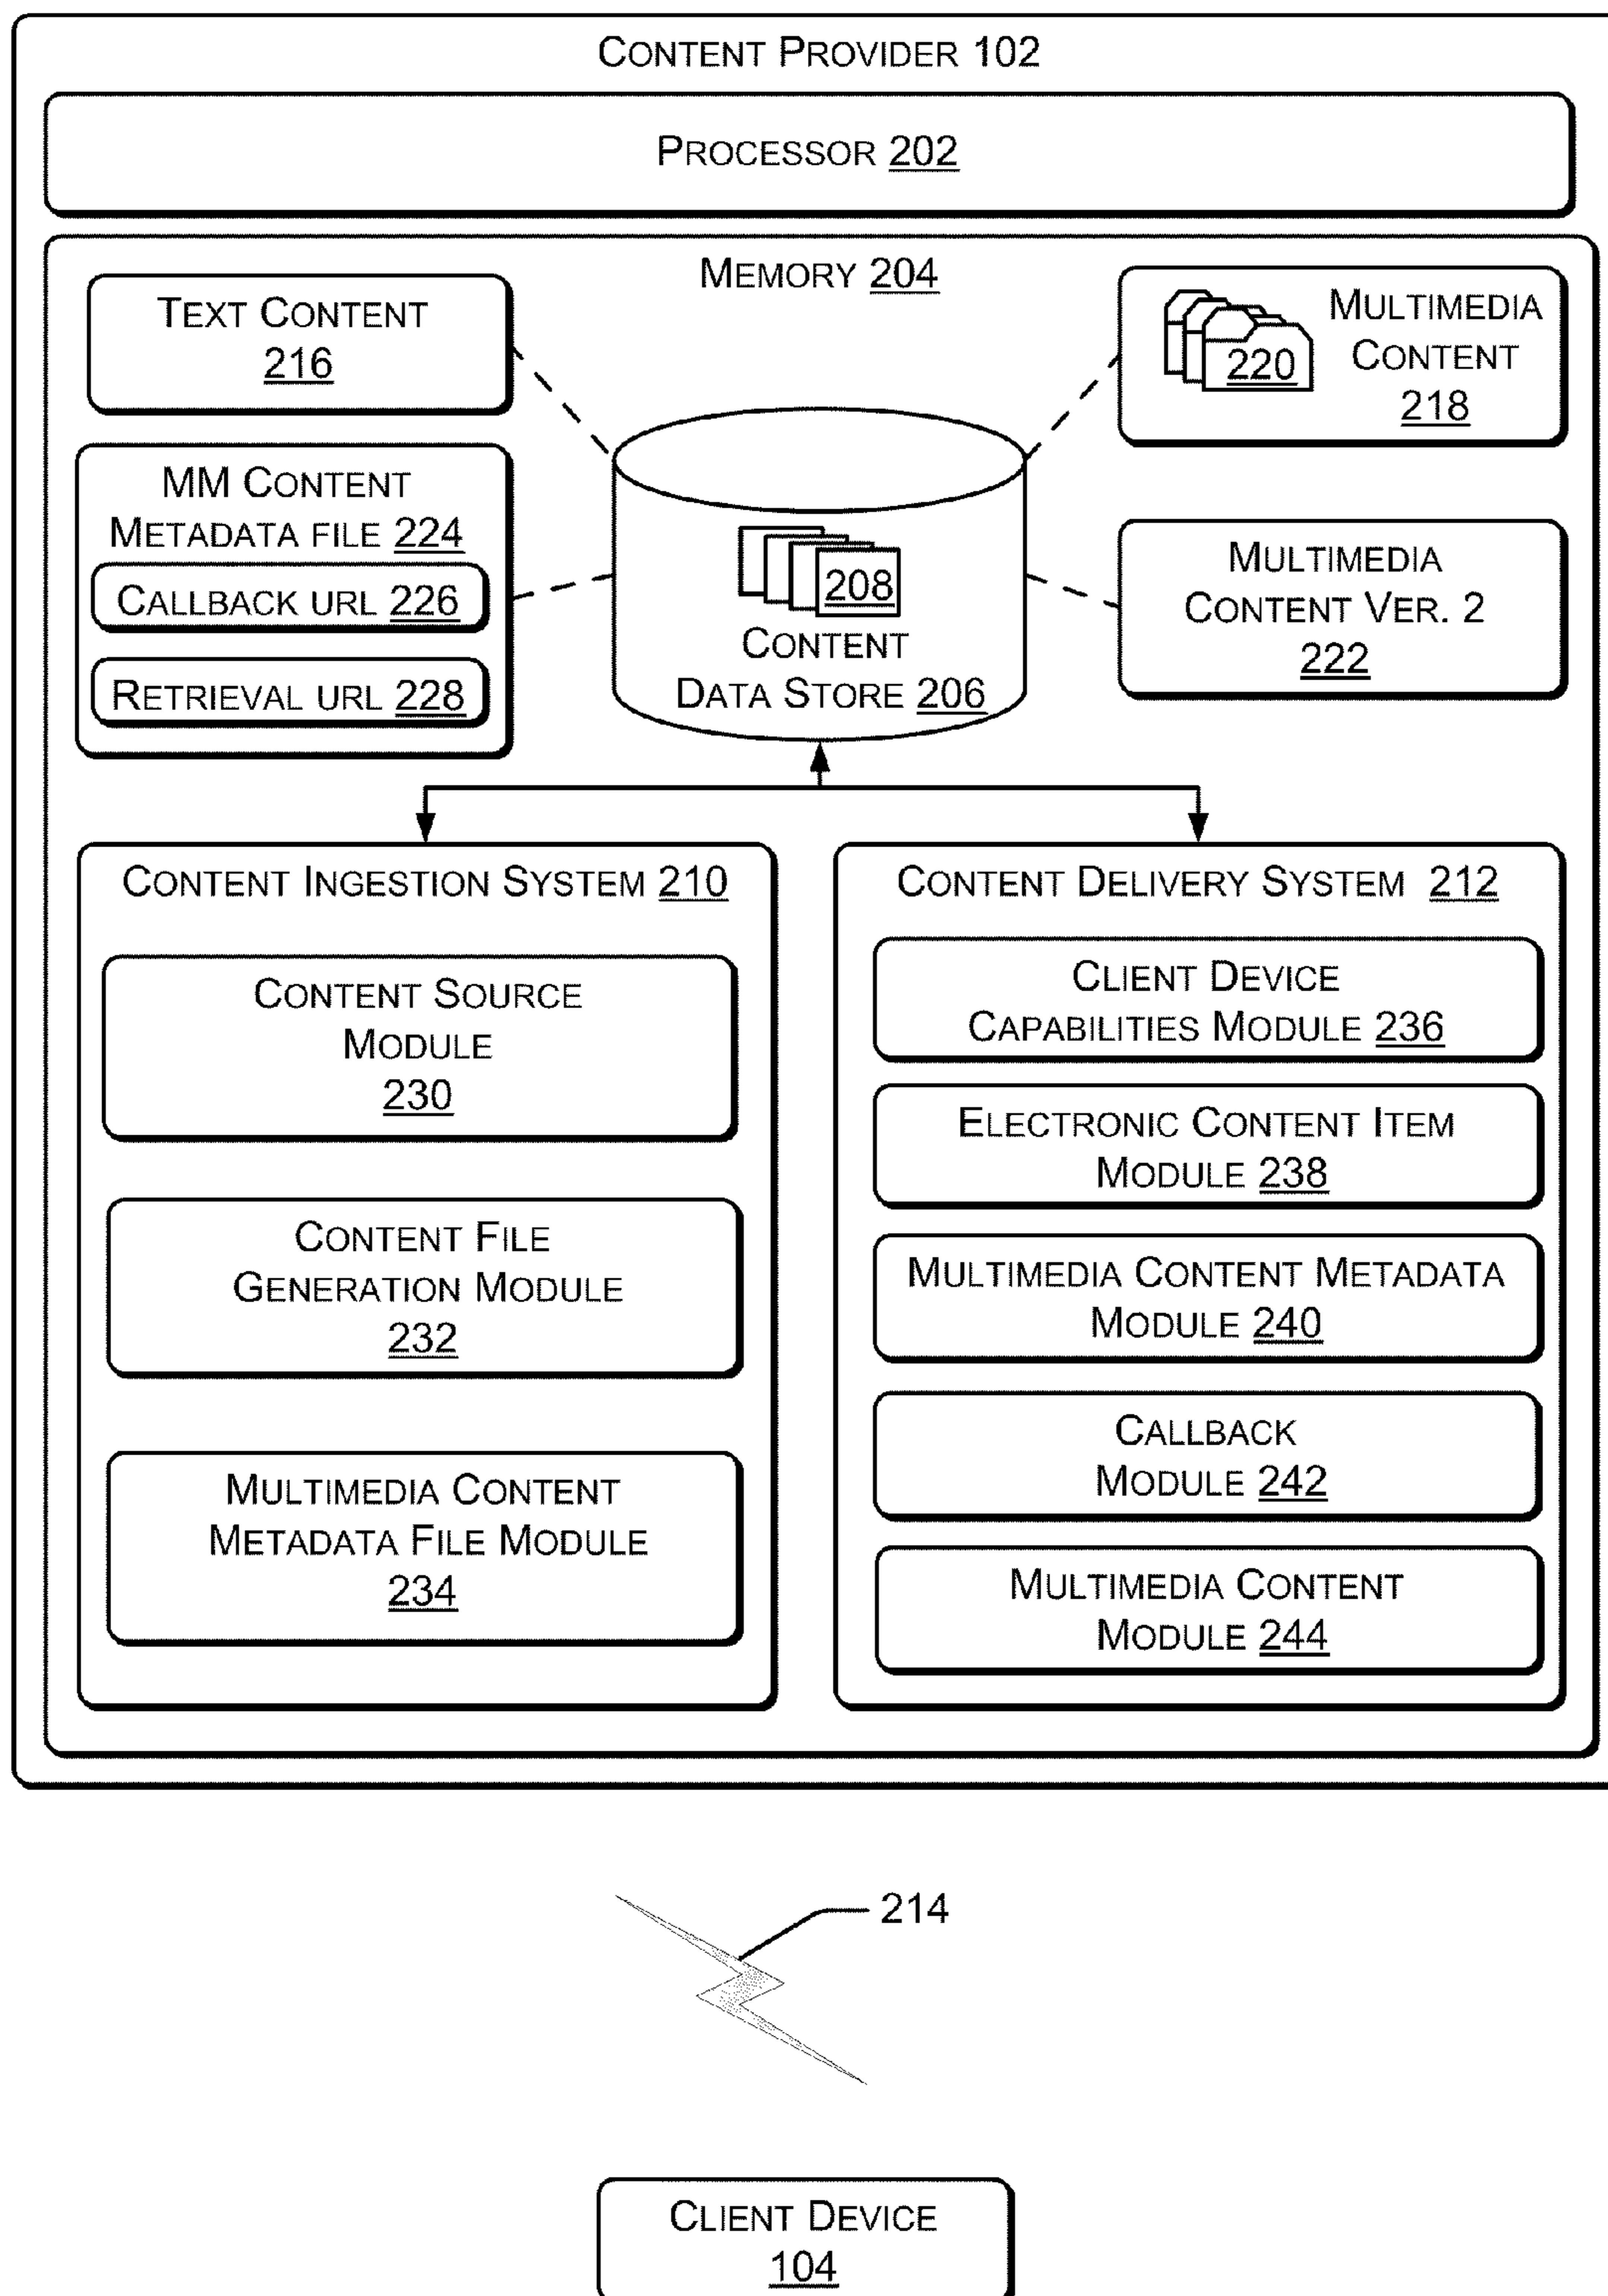 CONTENT PROVIDER 102
PROCESSOR 202
MEMORY 204
TEXT CONTENT
216
220
MULTIMEDIA
CONTENT
218
MM CONTENT
METADATA FILE 224
CALLBACK URL 226
RETRIEVAL URL 228
208
CONTENT
DATA STORE 206
MULTIMEDIA
CONTENT VER. 2
222
CONTENT INGESTION SYSTEM 210
CONTENT SOURCE
MODULE
230
CONTENT FILE
GENERATION MODULE
232
MULTIMEDIA CONTENT
METADATA FILE MODULE
234
CONTENT DELIVERY SYSTEM 212
CLIENT DEVICE
CAPABILITIES MODULE 236
ELECTRONIC CONTENT ITEM
MODULE 238
MULTIMEDIA CONTENT METADATA
MODULE 240
CALLBACK
MODULE 242
MULTIMEDIA CONTENT
MODULE 244
214
CLIENT DEVICE
104